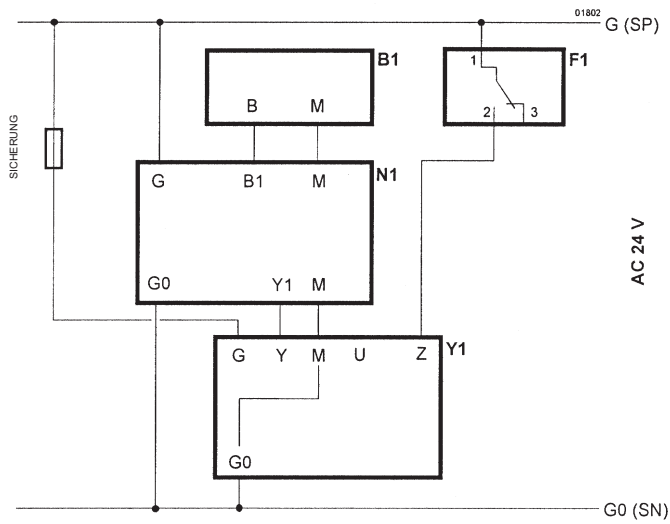 01802
G (SP)
B1
F1
1
B M
2 3
SICHERUNG
N1
G B1 M
AC 24 V
G0 Y1 M
Y1
G Y M U Z
G0
G0 (SN)